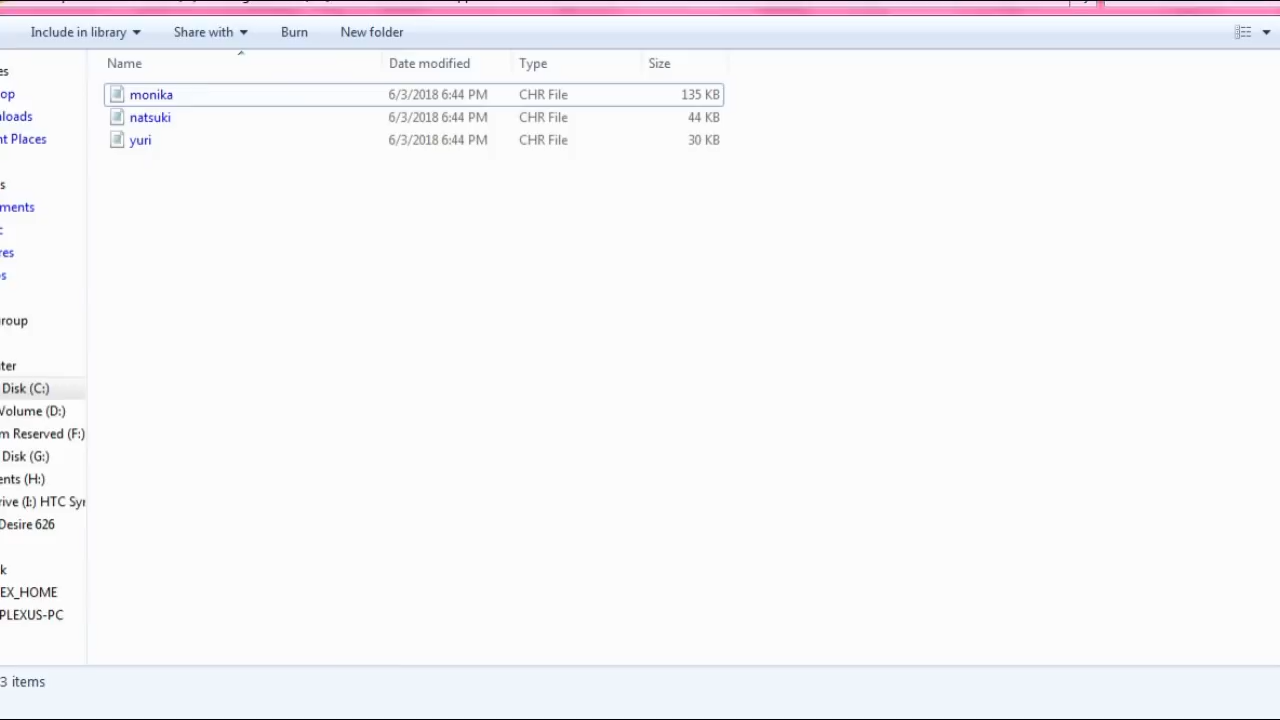 Include in library Share with Burn New folder
Name Date modified Type Size
monika 6/3/2018 6:44 PM CHR File 135 KB
natsuki 6/3/2018 6:44 PM CHR File 44 KB
yuri 6/3/2018 6:44 PM CHR File 30 KB
es
op
nloads
nt Places
s
ments
c
res
s
roup
ter
Disk (C:)
Volume (D:)
m Reserved (F:)
Disk (G:)
ents (H:)
rive (I:) HTC Syn
Desire 626
k
EX_HOME
PLEXUS-PC
3 items